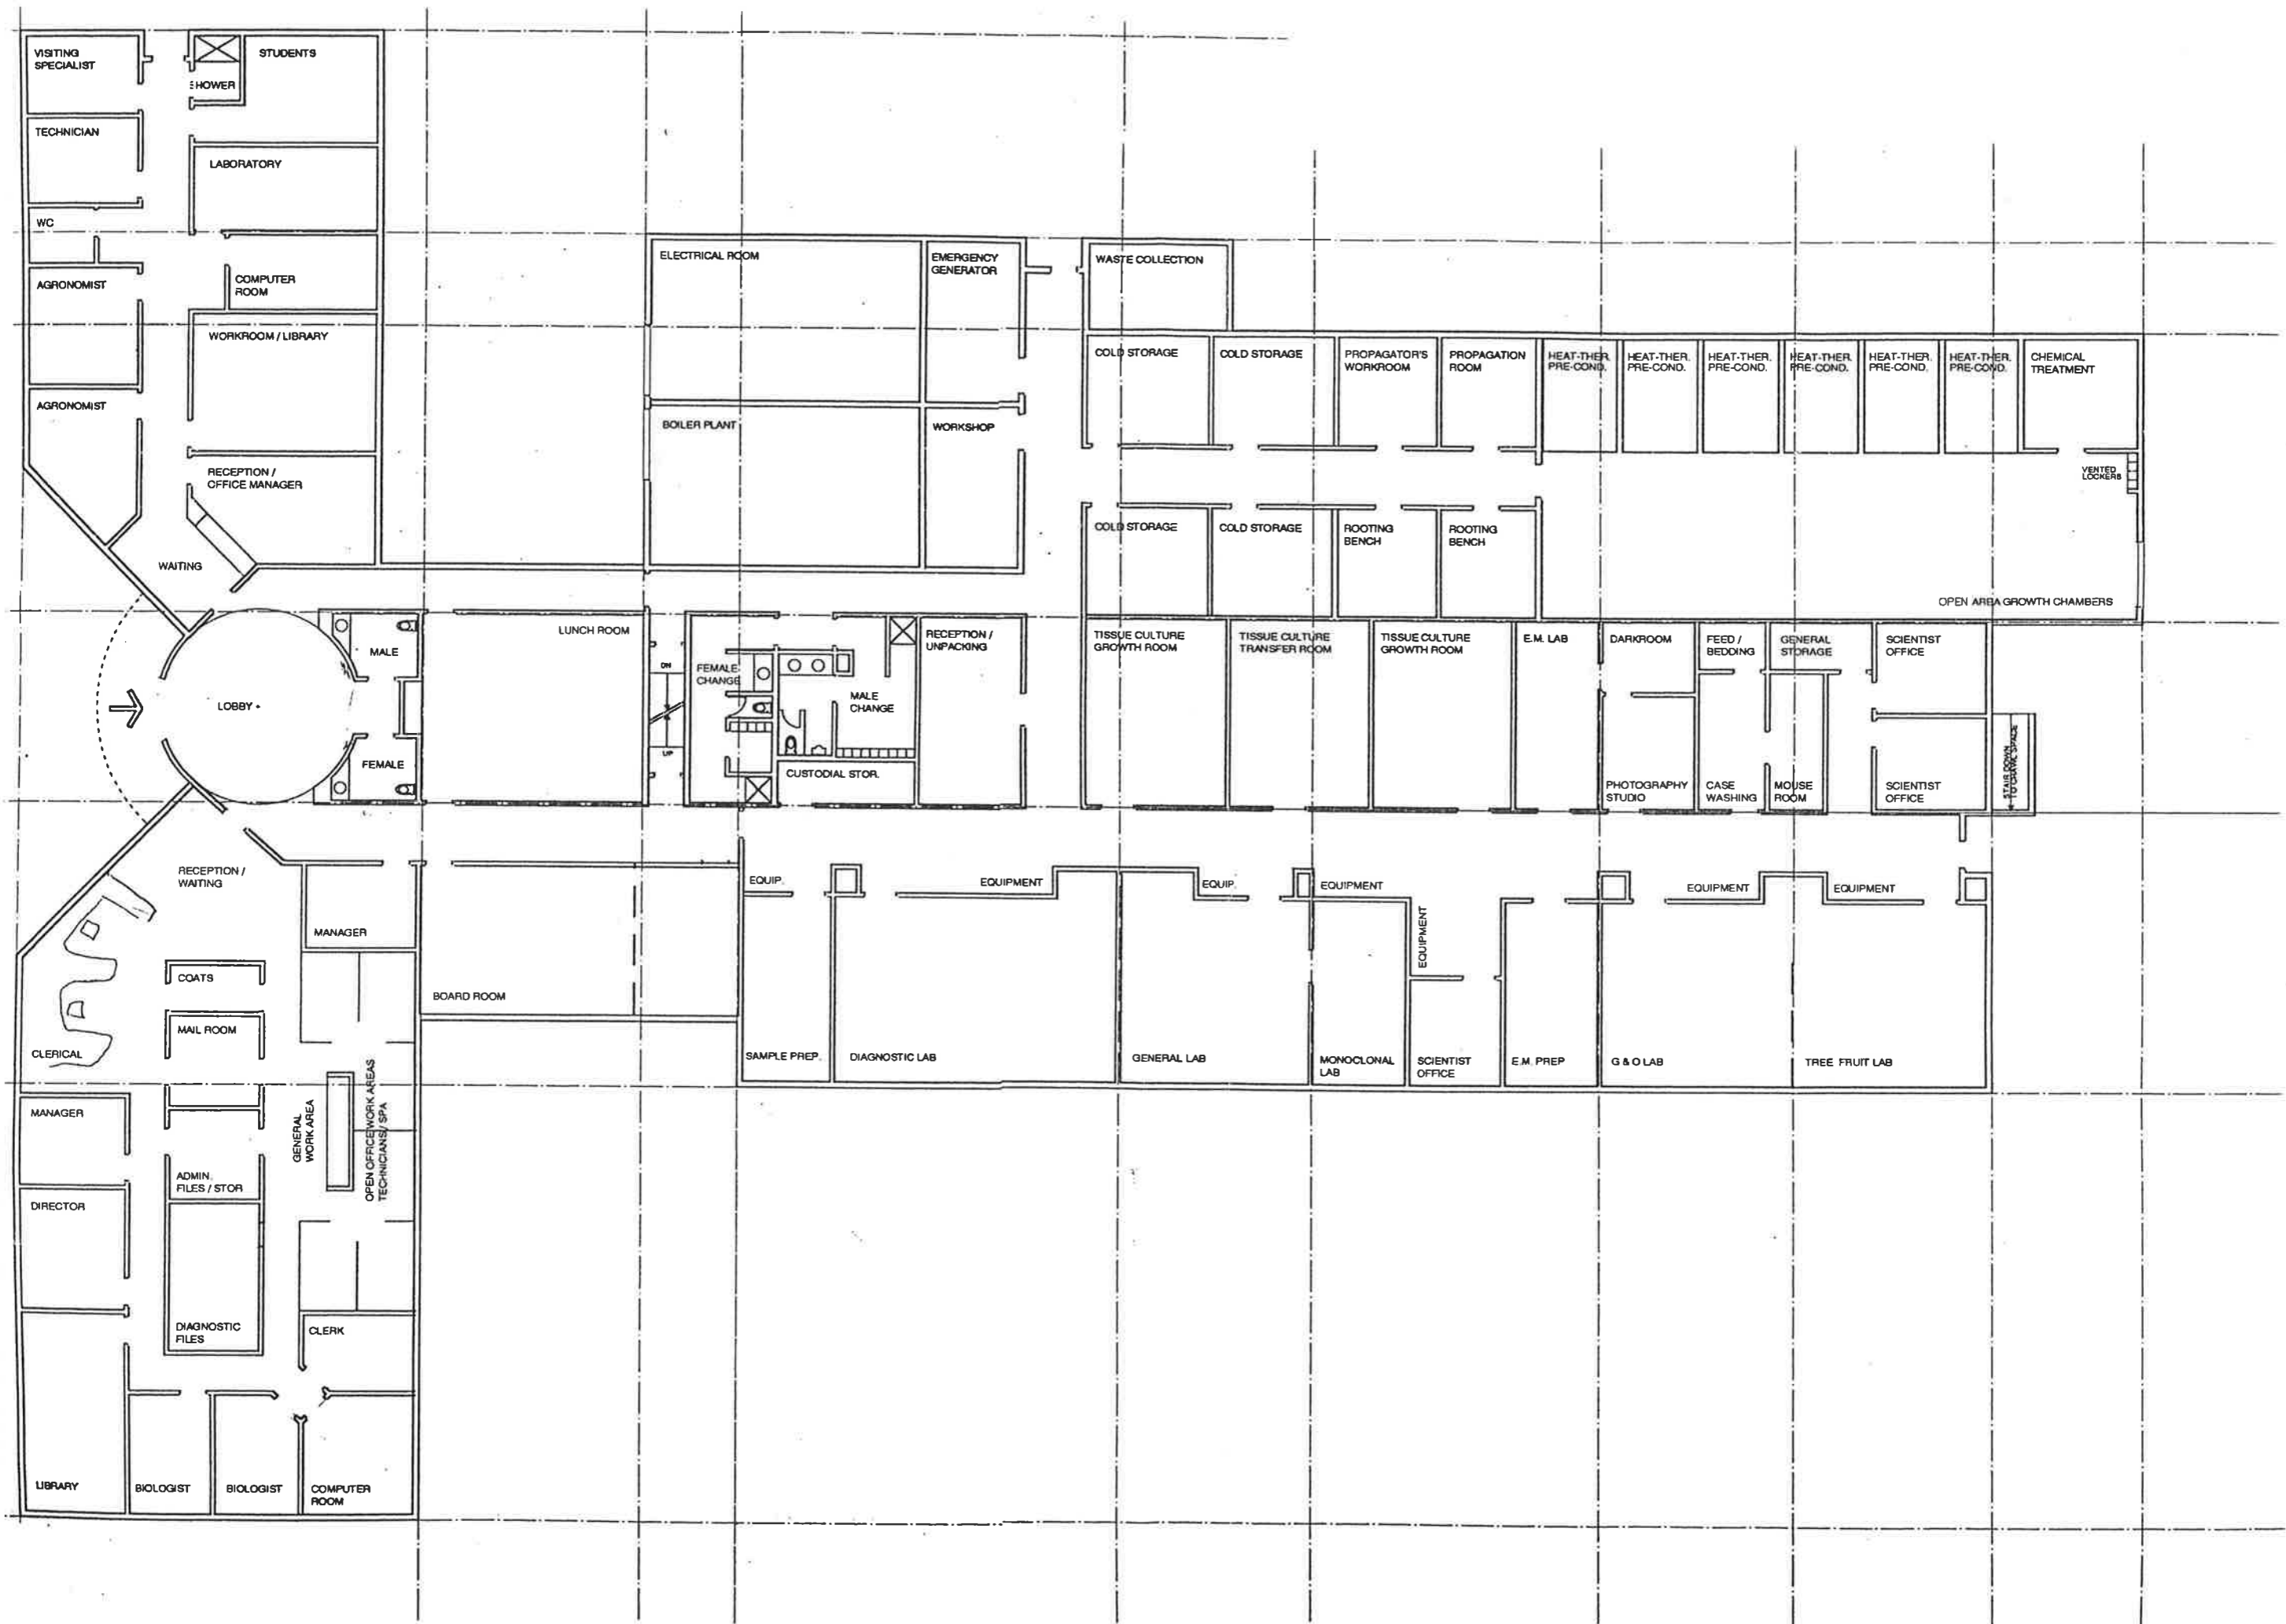 VISITING
SPECIALIST
STUDENTS
SHOWER
TECHNICIAN
LABORATORY
WC
AGRONOMIST
COMPUTER
ROOM
WORKROOM / LIBRARY
AGRONOMIST
RECEPTION /
OFFICE MANAGER
WAITING
ELECTRICAL ROOM
EMERGENCY
GENERATOR
WASTE COLLECTION
BOILER PLANT
WORKSHOP
COLD STORAGE
COLD STORAGE
PROPAGATOR'S
WORKROOM
PROPAGATION
ROOM
HEAT-THER.
PRE-COND.
HEAT-THER.
PRE-COND.
HEAT-THER.
PRE-COND.
HEAT-THER.
PRE-COND.
HEAT-THER.
PRE-COND.
HEAT-THER.
PRE-COND.
CHEMICAL
TREATMENT
VENTED
LOCKERS
COLD STORAGE
COLD STORAGE
ROOTING
BENCH
ROOTING
BENCH
OPEN AREA GROWTH CHAMBERS
LOBBY
MALE
FEMALE
LUNCH ROOM
DN
UP
FEMALE
CHANGE
MALE
CHANGE
CUSTODIAL STOR.
RECEPTION /
UNPACKING
TISSUE CULTURE
GROWTH ROOM
TISSUE CULTURE
TRANSFER ROOM
TISSUE CULTURE
GROWTH ROOM
E.M. LAB
DARKROOM
FEED /
BEDDING
GENERAL
STORAGE
SCIENTIST
OFFICE
PHOTOGRAPHY
STUDIO
CASE
WASHING
MOUSE
ROOM
SCIENTIST
OFFICE
STAIR DOWN
TO CRAWL SPACE
RECEPTION /
WAITING
MANAGER
COATS
MAIL ROOM
CLERICAL
BOARD ROOM
EQUIP.
EQUIPMENT
EQUIP.
EQUIPMENT
EQUIPMENT
EQUIPMENT
EQUIPMENT
SAMPLE PREP.
DIAGNOSTIC LAB
GENERAL LAB
MONOCLONAL
LAB
SCIENTIST
OFFICE
E.M. PREP
G & O LAB
TREE FRUIT LAB
MANAGER
GENERAL
WORK AREA
OPEN OFFICE WORK AREAS
TECHNICIANS / SPA
ADMIN.
FILES / STOR
DIRECTOR
DIAGNOSTIC
FILES
CLERK
LIBRARY
BIOLOGIST
BIOLOGIST
COMPUTER
ROOM